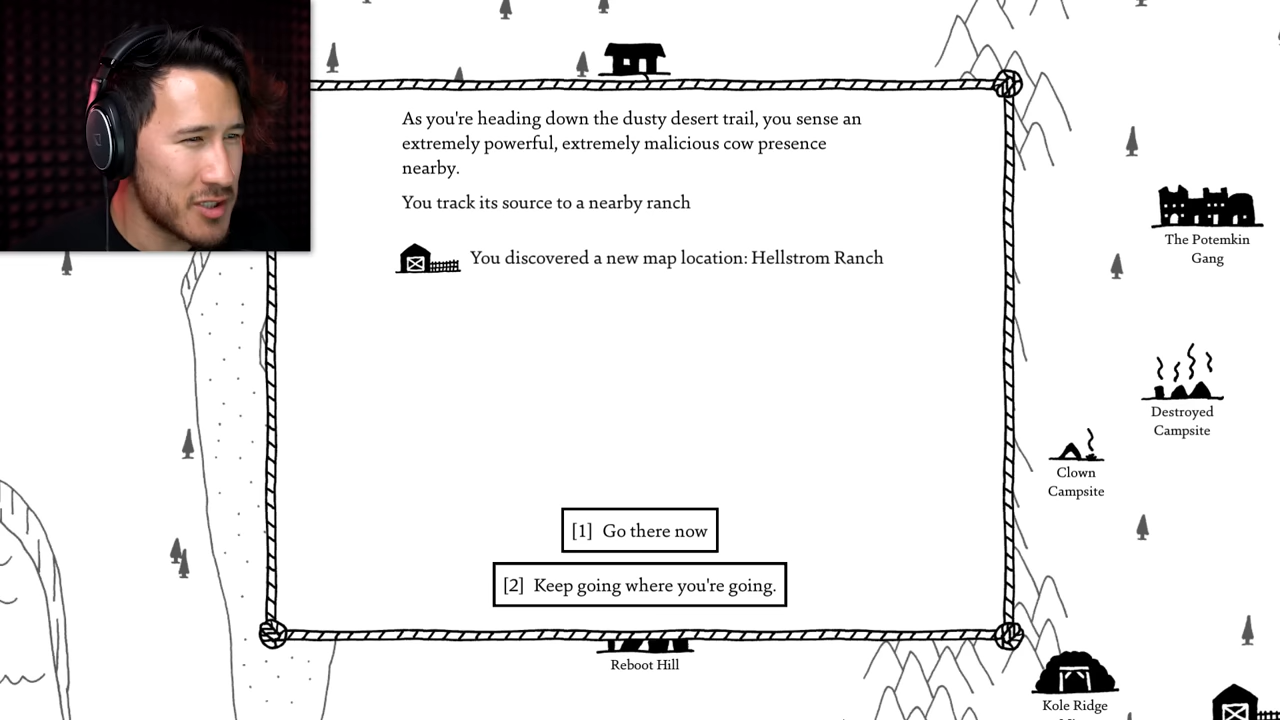 As you're heading down the dusty desert trail, you sense an
extremely powerful, extremely malicious cow presence
nearby.
You track its source to a nearby ranch
You discovered a new map location: Hellstrom Ranch
[1] Go there now
[2] Keep going where you're going.
The Potemkin
Gang
Destroyed
Campsite
Clown
Campsite
Reboot Hill
Kole Ridge